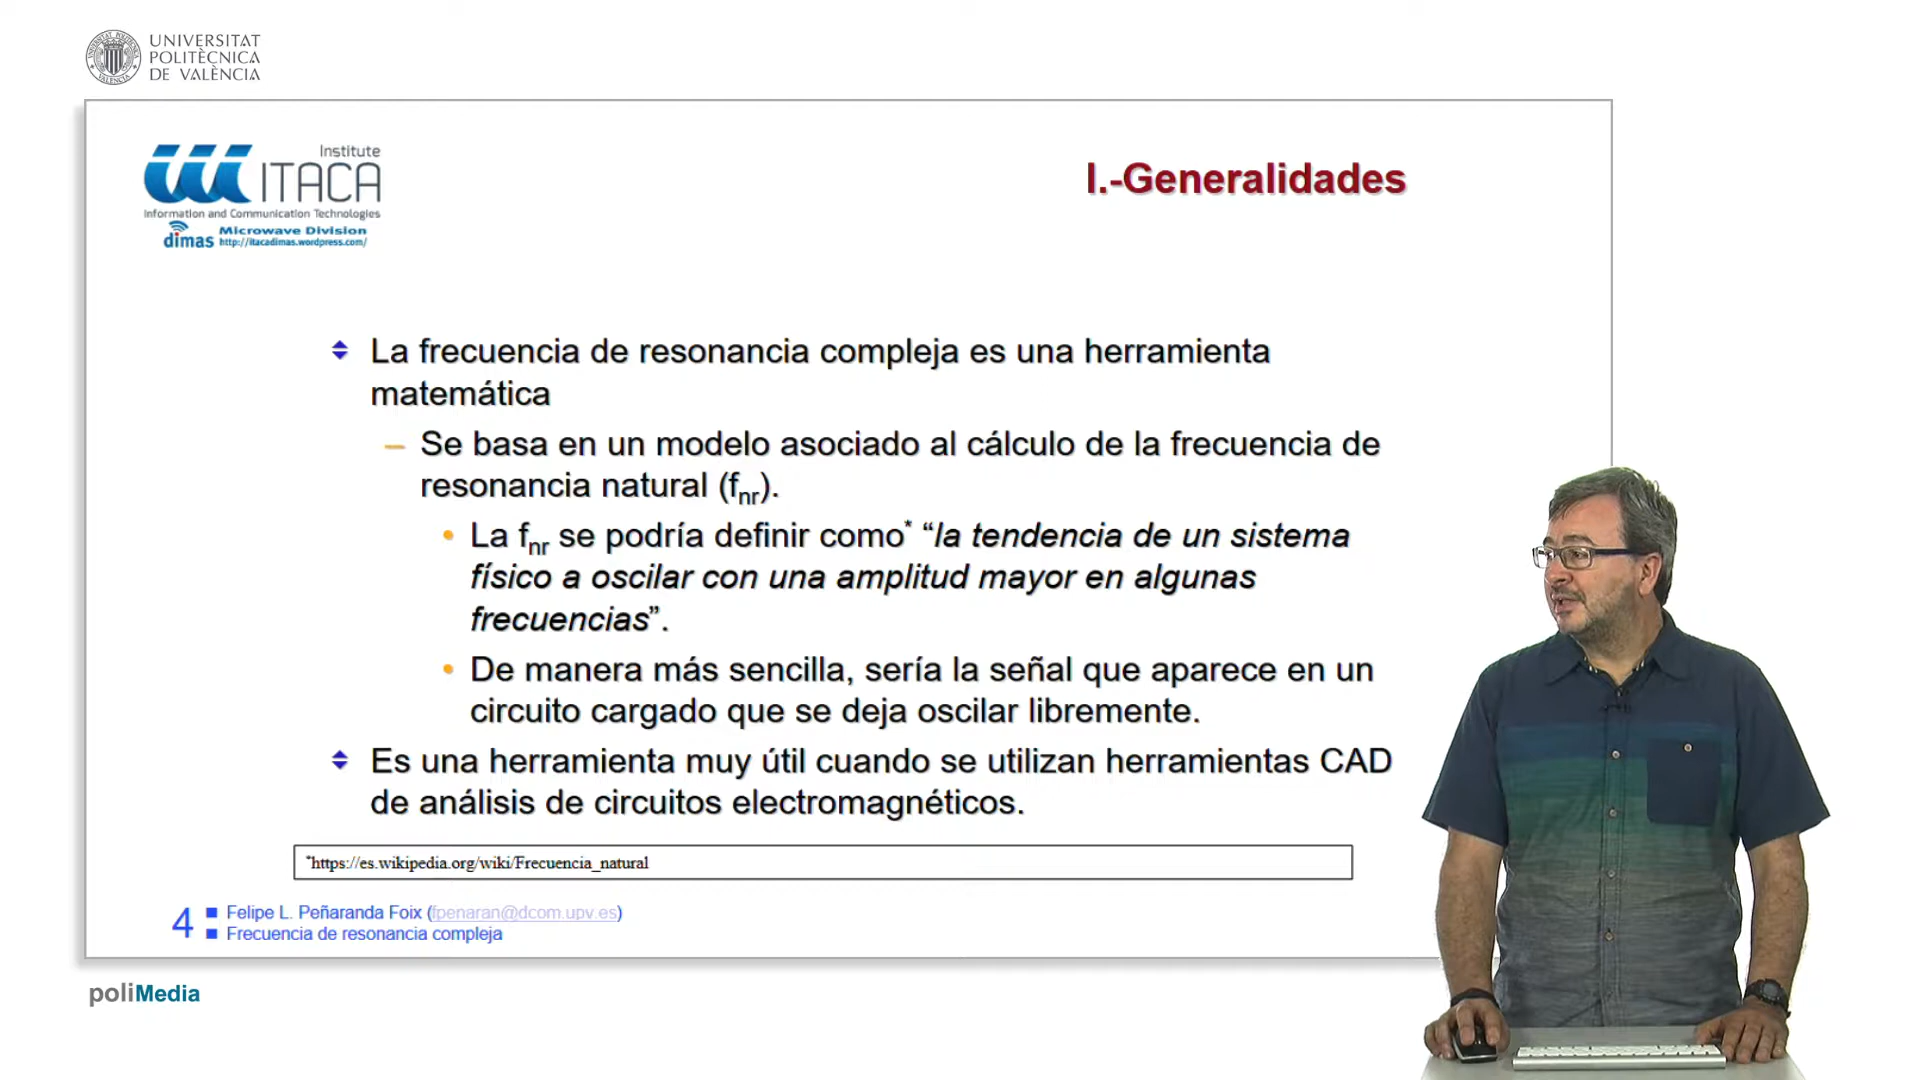 UNIVERSITAT
POLITÈCNICA
DE VALÈNCIA
Institute
ITACA
Information and Communication Technologies
dimas Microwave Division
http://itacadimas.wordpress.com/
I.-Generalidades
La frecuencia de resonancia compleja es una herramienta
matemática
– Se basa en un modelo asociado al cálculo de la frecuencia de
resonancia natural (fnr).
• La fnr se podría definir como* “la tendencia de un sistema
físico a oscilar con una amplitud mayor en algunas
frecuencias”.
• De manera más sencilla, sería la señal que aparece en un
circuito cargado que se deja oscilar libremente.
Es una herramienta muy útil cuando se utilizan herramientas CAD
de análisis de circuitos electromagnéticos.
*https://es.wikipedia.org/wiki/Frecuencia_natural
4
Felipe L. Peñaranda Foix (fpenaran@dcom.upv.es)
Frecuencia de resonancia compleja
poliMedia